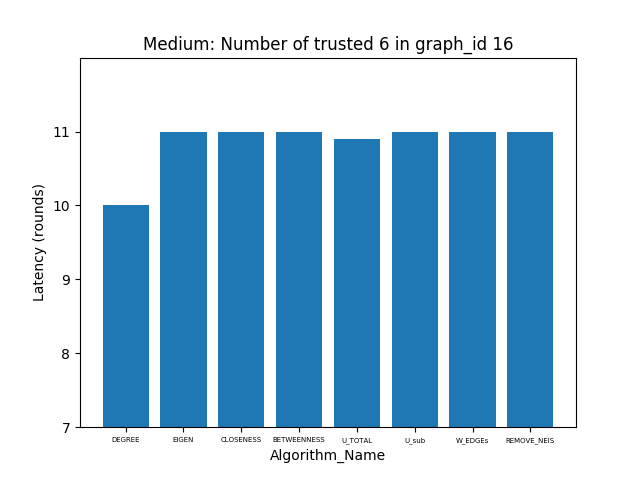 Medium: Number of trusted 6 in graph_id 16
Latency (rounds)
11
10
9
8
7
DEGREE EIGEN CLOSENESS BETWEENNESS U_TOTAL U_sub W_EDGEs REMOVE_NEIS
Algorithm_Name